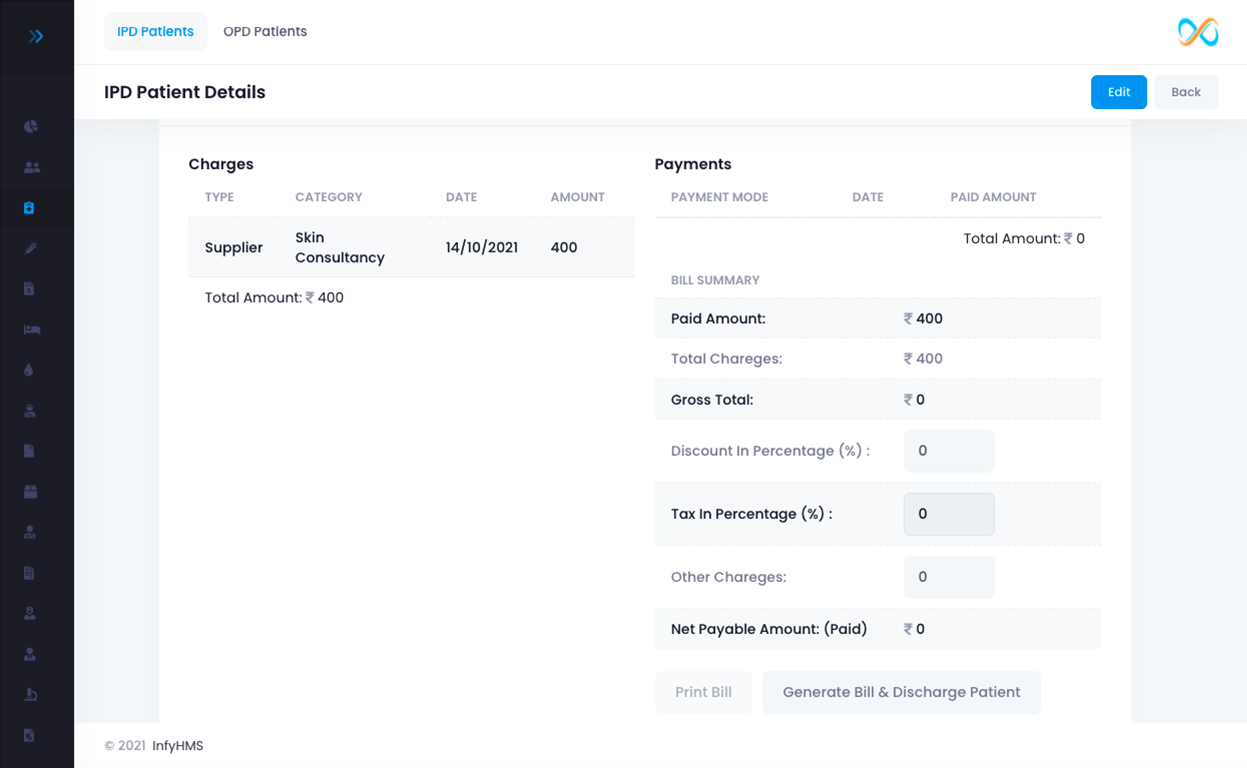 IPD Patients OPD Patients
IPD Patient Details
Edit Back
Charges
TYPE CATEGORY DATE AMOUNT
Supplier Skin Consultancy 14/10/2021 400
Total Amount: ₹ 400
Payments
PAYMENT MODE DATE PAID AMOUNT
Total Amount: ₹ 0
BILL SUMMARY
Paid Amount: ₹ 400
Total Chareges: ₹ 400
Gross Total: ₹ 0
Discount In Percentage (%) : 0
Tax In Percentage (%) : 0
Other Chareges: 0
Net Payable Amount: (Paid) ₹ 0
Print Bill Generate Bill & Discharge Patient
© 2021 InfyHMS